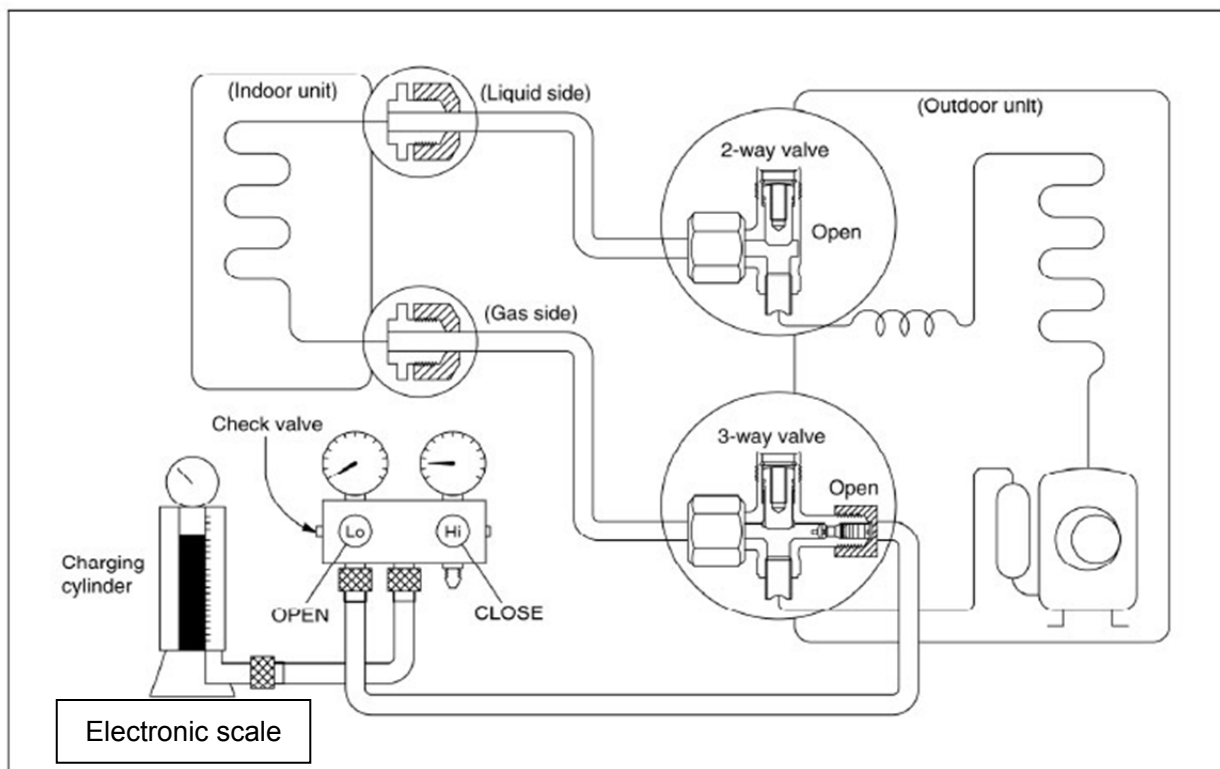 (Indoor unit)
(Liquid side)
(Outdoor unit)
2-way valve
Open
(Gas side)
Check valve
3-way valve
Open
Lo
Hi
Charging
cylinder
OPEN
CLOSE
Electronic scale